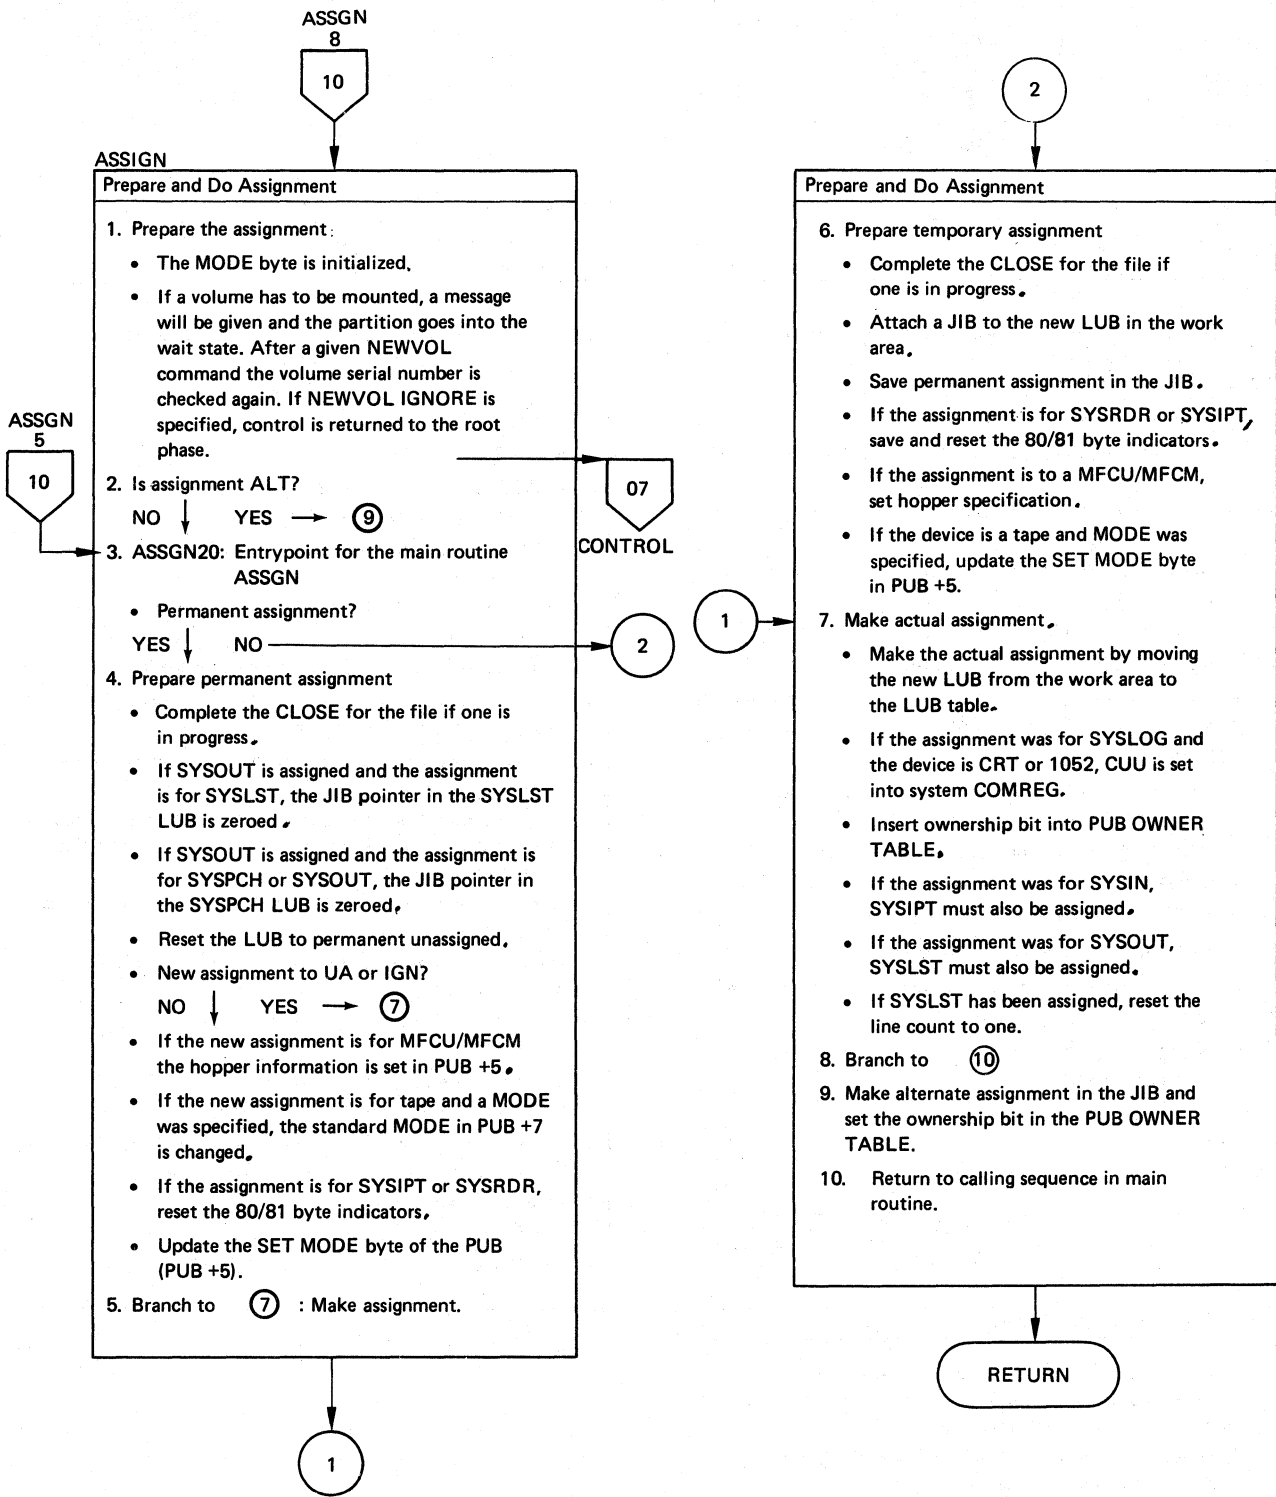 ASSGN
8
10
ASSIGN
Prepare and Do Assignment
1. Prepare the assignment:
• The MODE byte is initialized.
• If a volume has to be mounted, a message
will be given and the partition goes into the
wait state. After a given NEWVOL
command the volume serial number is
checked again. If NEWVOL IGNORE is
specified, control is returned to the root
phase.
07
CONTROL
2. Is assignment ALT?
NO YES → 9
ASSGN
5
10
3. ASSGN20: Entrypoint for the main routine
ASSGN
• Permanent assignment?
YES NO
2
4. Prepare permanent assignment
• Complete the CLOSE for the file if one is
in progress.
• If SYSOUT is assigned and the assignment
is for SYSLST, the JIB pointer in the SYSLST
LUB is zeroed.
• If SYSOUT is assigned and the assignment is
for SYSPCH or SYSOUT, the JIB pointer in
the SYSPCH LUB is zeroed.
• Reset the LUB to permanent unassigned.
• New assignment to UA or IGN?
NO YES → 7
• If the new assignment is for MFCU/MFCM
the hopper information is set in PUB +5.
• If the new assignment is for tape and a MODE
was specified, the standard MODE in PUB +7
is changed.
• If the assignment is for SYSIPT or SYSRDR,
reset the 80/81 byte indicators.
• Update the SET MODE byte of the PUB
(PUB +5).
5. Branch to 7 : Make assignment.
1
2
Prepare and Do Assignment
6. Prepare temporary assignment
• Complete the CLOSE for the file if
one is in progress.
• Attach a JIB to the new LUB in the work
area.
• Save permanent assignment in the JIB.
• If the assignment is for SYSRDR or SYSIPT,
save and reset the 80/81 byte indicators.
• If the assignment is to a MFCU/MFCM,
set hopper specification.
• If the device is a tape and MODE was
specified, update the SET MODE byte
in PUB +5.
1
7. Make actual assignment.
• Make the actual assignment by moving
the new LUB from the work area to
the LUB table.
• If the assignment was for SYSLOG and
the device is CRT or 1052, CUU is set
into system COMREG.
• Insert ownership bit into PUB OWNER
TABLE.
• If the assignment was for SYSIN,
SYSIPT must also be assigned.
• If the assignment was for SYSOUT,
SYSLST must also be assigned.
• If SYSLST has been assigned, reset the
line count to one.
8. Branch to 10
9. Make alternate assignment in the JIB and
set the ownership bit in the PUB OWNER
TABLE.
10. Return to calling sequence in main
routine.
RETURN